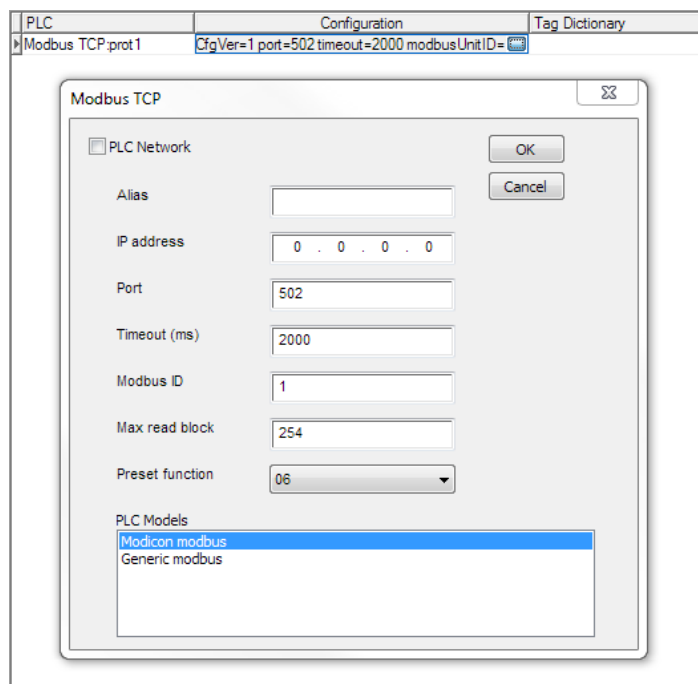 PLC Configuration Tag Dictionary
Modbus TCP:prot1 CfgVer=1 port=502 timeout=2000 modbusUnitID=
Modbus TCP
PLC Network OK
Cancel
Alias
IP address 0 . 0 . 0 . 0
Port 502
Timeout (ms) 2000
Modbus ID 1
Max read block 254
Preset function 06
PLC Models
Modicon modbus
Generic modbus